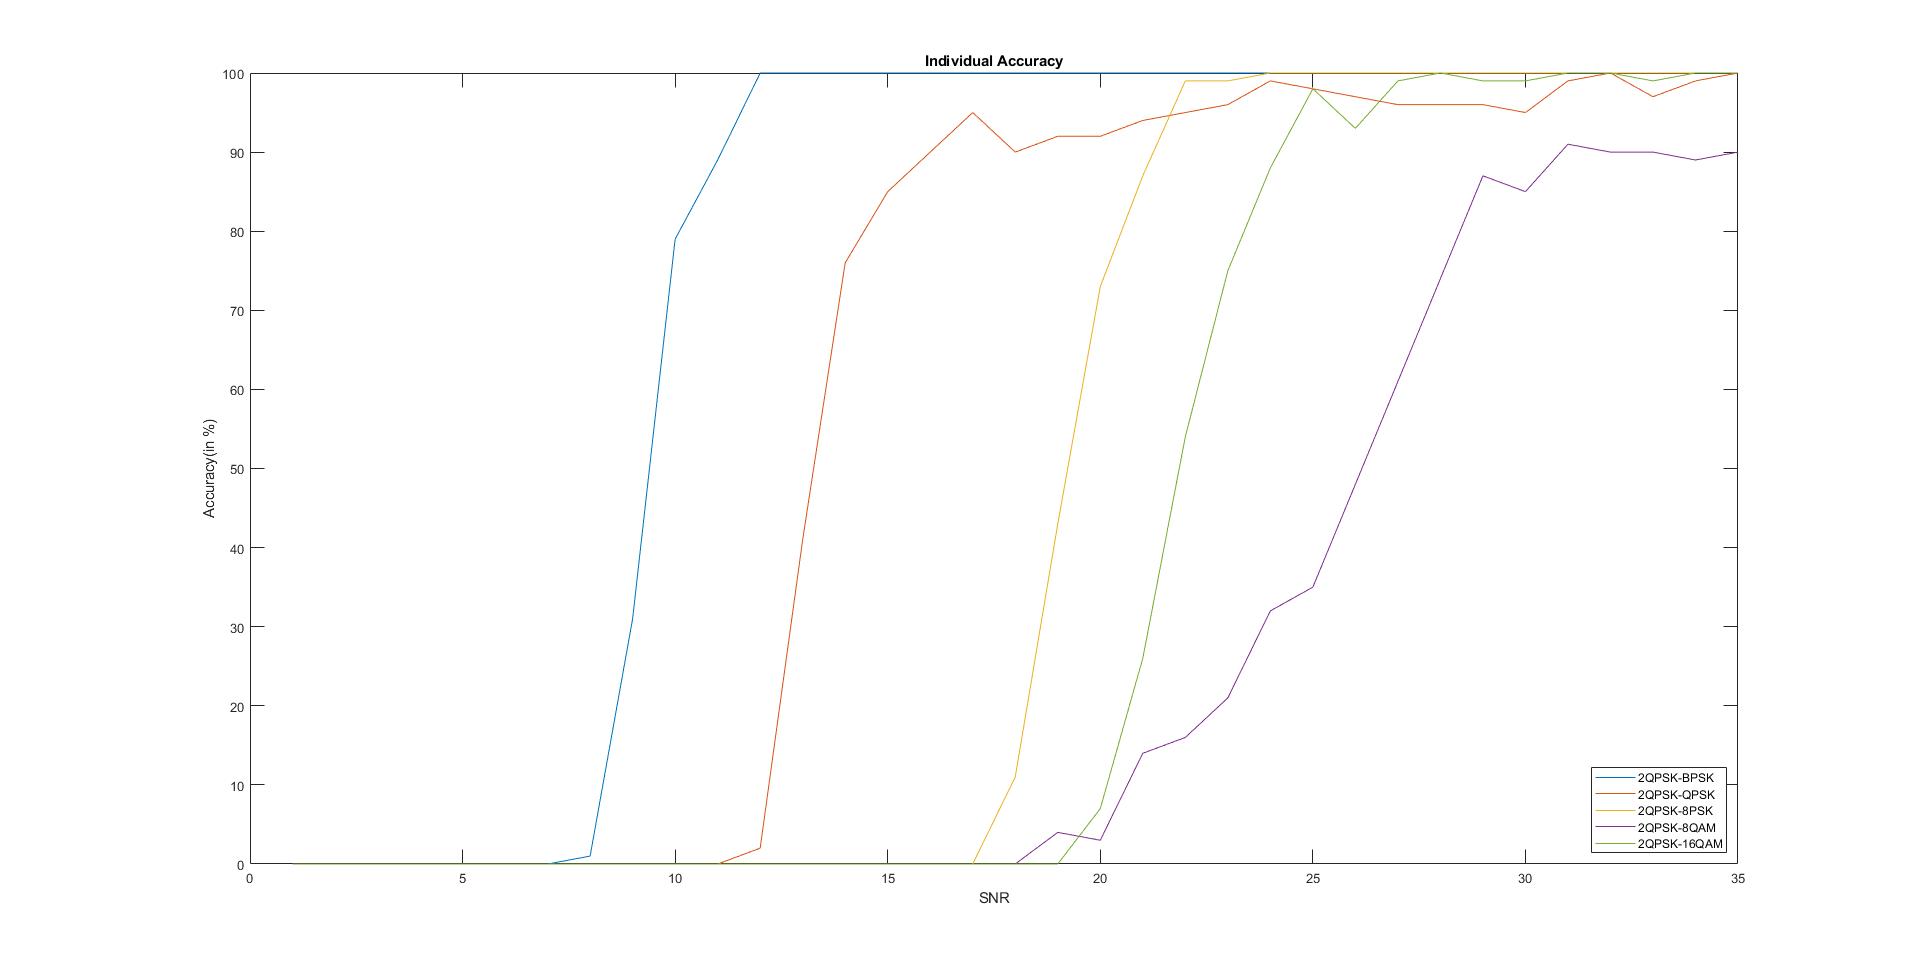 Individual Accuracy
100
90
80
70
60
50
40
30
20
10
0
Accuracy(in %)
0 5 10 15 20 25 30 35
SNR
2QPSK-BPSK
2QPSK-QPSK
2QPSK-8PSK
2QPSK-8QAM
2QPSK-16QAM